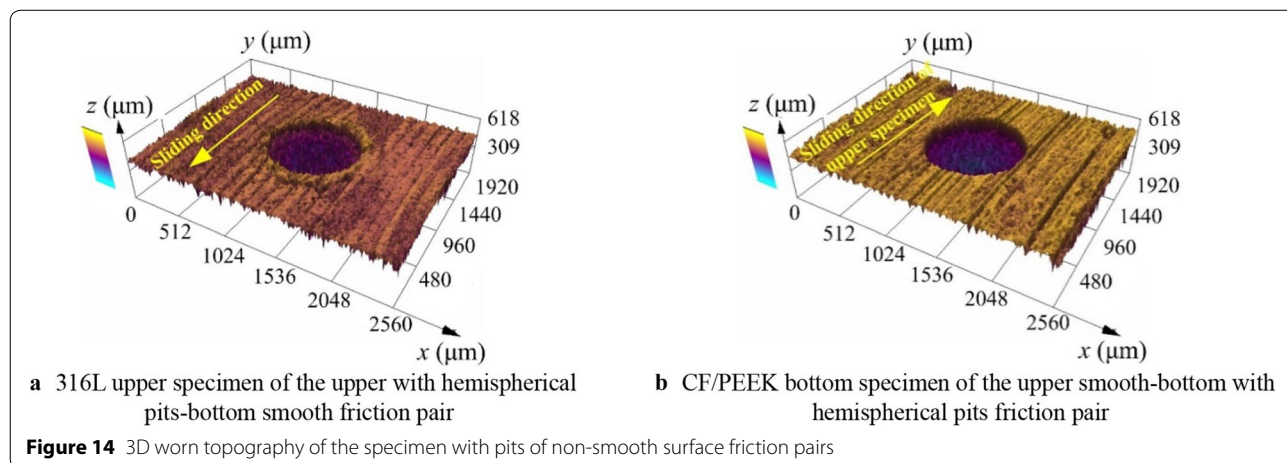 y (μm)
z (μm)
Sliding direction
618
309
1920
1440
960
480
0
512
1024
1536
2048
2560
x (μm)
a 316L upper specimen of the upper with hemispherical
pits-bottom smooth friction pair
y (μm)
z (μm)
Sliding direction of
upper specimen
618
309
1920
1440
960
480
0
512
1024
1536
2048
2560
x (μm)
b CF/PEEK bottom specimen of the upper smooth-bottom with
hemispherical pits friction pair
Figure 14 3D worn topography of the specimen with pits of non-smooth surface friction pairs